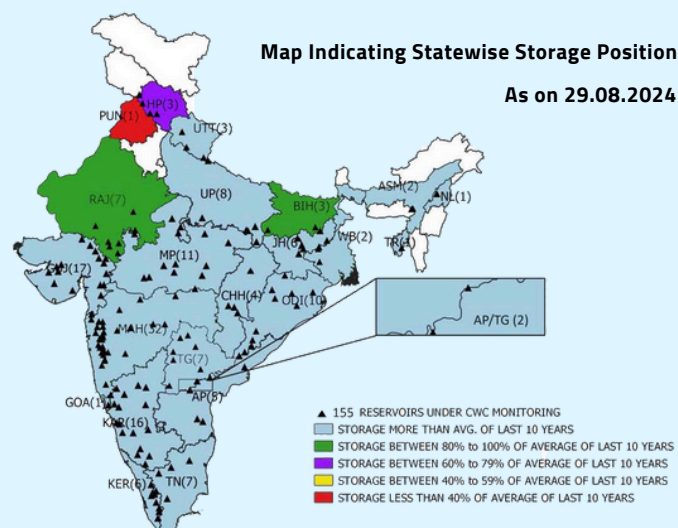 Map Indicating Statewise Storage Position
As on 29.08.2024
HP(3)
PUN(1)
UTT(3)
RAJ(7)
UP(8)
BIH(3)
ASM(2)
NL(1)
TR(1)
WB(2)
JH(6)
GUJ(17)
MP(11)
CHH(4)
ODI(10)
AP/TG (2)
MAH(32)
TG(7)
AP(5)
KAR(16)
KER(6)
TN(7)
155 RESERVOIRS UNDER CWC MONITORING
STORAGE MORE THAN AVG. OF LAST 10 YEARS
STORAGE BETWEEN 80% to 100% OF AVERAGE OF LAST 10 YEARS
STORAGE BETWEEN 60% to 79% OF AVERAGE OF LAST 10 YEARS
STORAGE BETWEEN 40% to 59% OF AVERAGE OF LAST 10 YEARS
STORAGE LESS THAN 40% OF AVERAGE OF LAST 10 YEARS